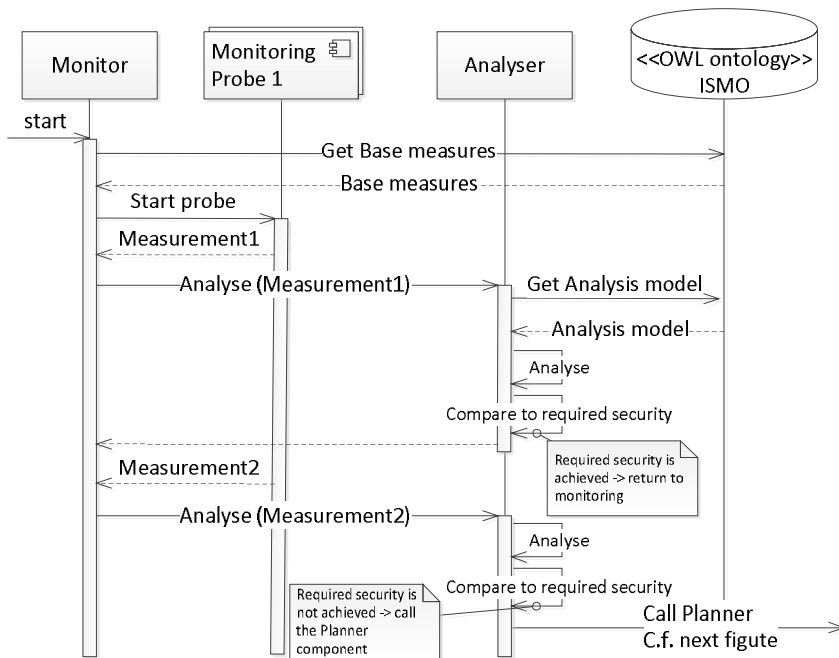 Monitor
Monitoring
Probe 1
Analyser
<<OWL ontology>>
ISMO
start
Get Base measures
Base measures
Start probe
Measurement1
Analyse (Measurement1)
Get Analysis model
Analysis model
Analyse
Compare to required security
Required security is
achieved -> return to
monitoring
Measurement2
Analyse (Measurement2)
Analyse
Compare to required security
Required security is
not achieved -> call
the Planner
component
Call Planner
C.f. next figute